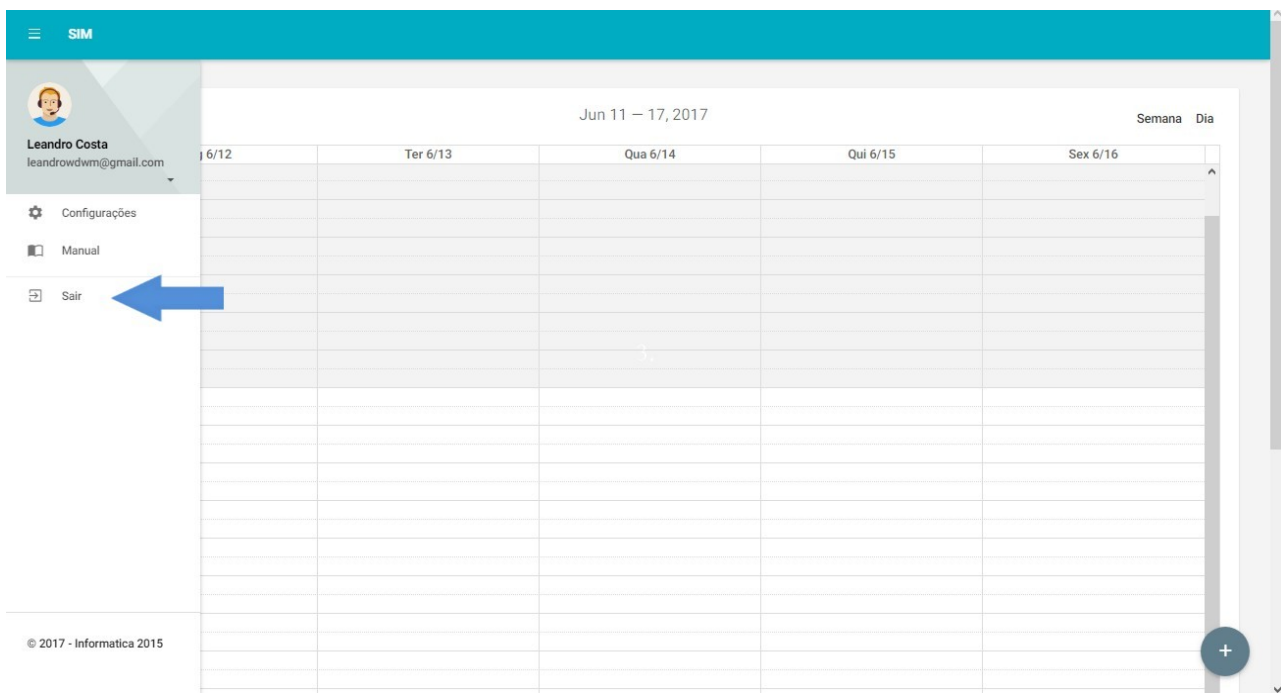 SIM
Leandro Costa
leandrowdwm@gmail.com
Configurações
Manual
Sair
© 2017 - Informatica 2015
Jun 11 — 17, 2017
Semana Dia
6/12 Ter 6/13 Qua 6/14 Qui 6/15 Sex 6/16
3.
+